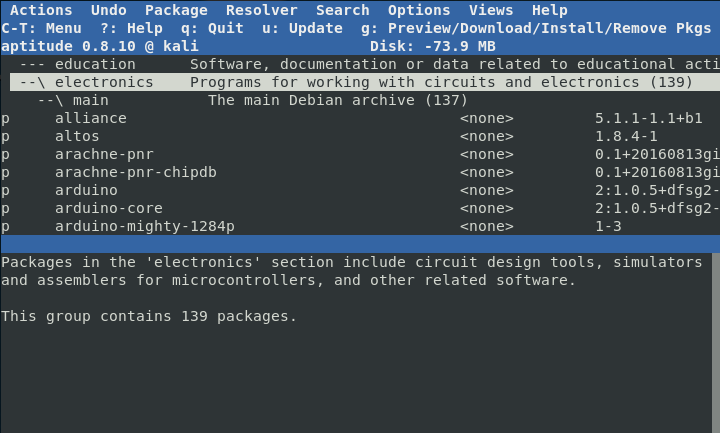 Actions  Undo  Package  Resolver  Search  Options  Views  Help
C-T: Menu  ?: Help  q: Quit  u: Update  g: Preview/Download/Install/Remove Pkgs
aptitude 0.8.10 @ kali                   Disk: -73.9 MB
--- education      Software, documentation or data related to educational acti
--\ electronics    Programs for working with circuits and electronics (139)
--\ main           The main Debian archive (137)
p     alliance                                     <none>         5.1.1-1.1+b1
p     altos                                        <none>         1.8.4-1
p     arachne-pnr                                  <none>         0.1+20160813gi
p     arachne-pnr-chipdb                           <none>         0.1+20160813gi
p     arduino                                      <none>         2:1.0.5+dfsg2-
p     arduino-core                                 <none>         2:1.0.5+dfsg2-
p     arduino-mighty-1284p                         <none>         1-3
Packages in the 'electronics' section include circuit design tools, simulators
and assemblers for microcontrollers, and other related software.
This group contains 139 packages.